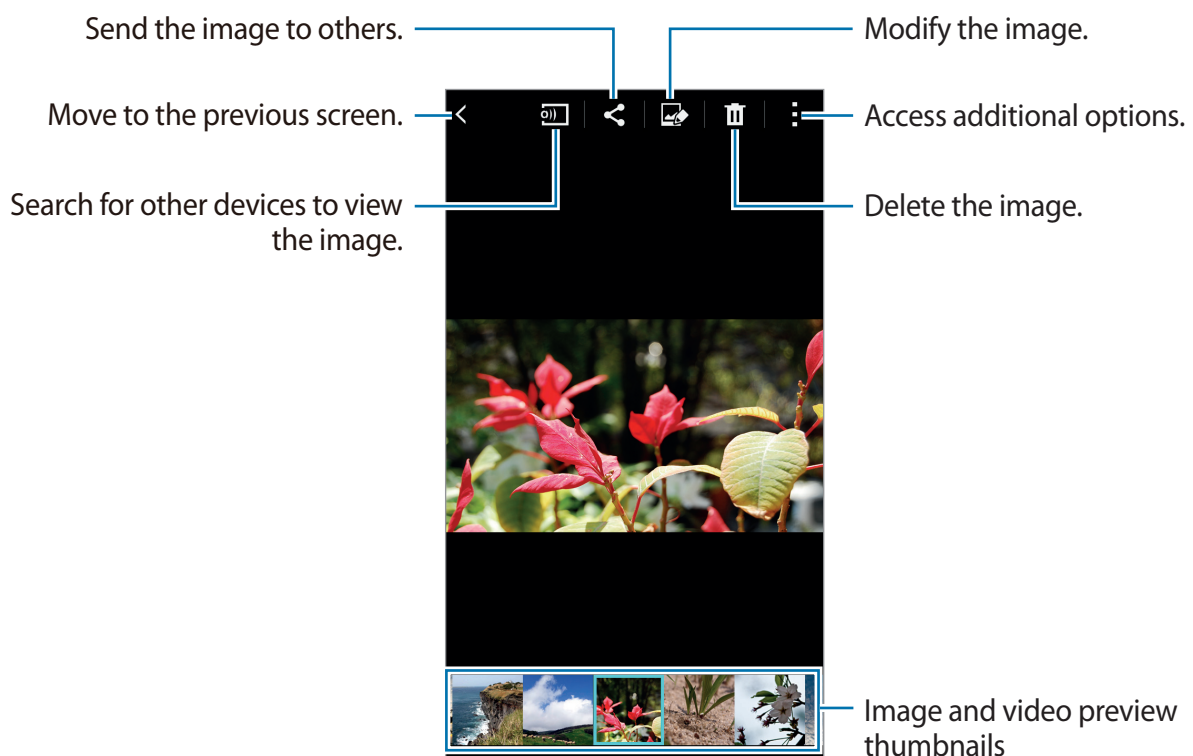 Send the image to others.
Modify the image.
Move to the previous screen.
Access additional options.
Search for other devices to view
the image.
Delete the image.
Image and video preview
thumbnails